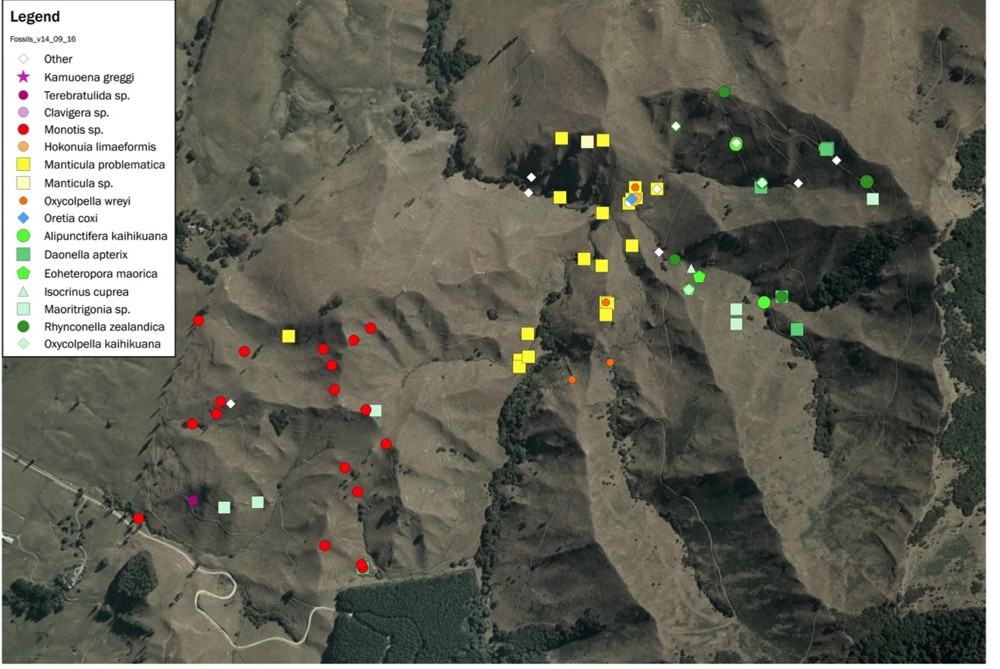 Legend
Fossils_v14_09_16
Other
Kamuoena greggi
Terebratulida sp.
Clavigera sp.
Monotis sp.
Hokonuia limaeformis
Manticula problematica
Manticula sp.
Oxycolpella wreyi
Oretia coxi
Alipunctifera kaihikuana
Daonella apterix
Eoheteropora maorica
Isocrinus cuprea
Maoritrigonia sp.
Rhynconella zealandica
Oxycolpella kaihikuana